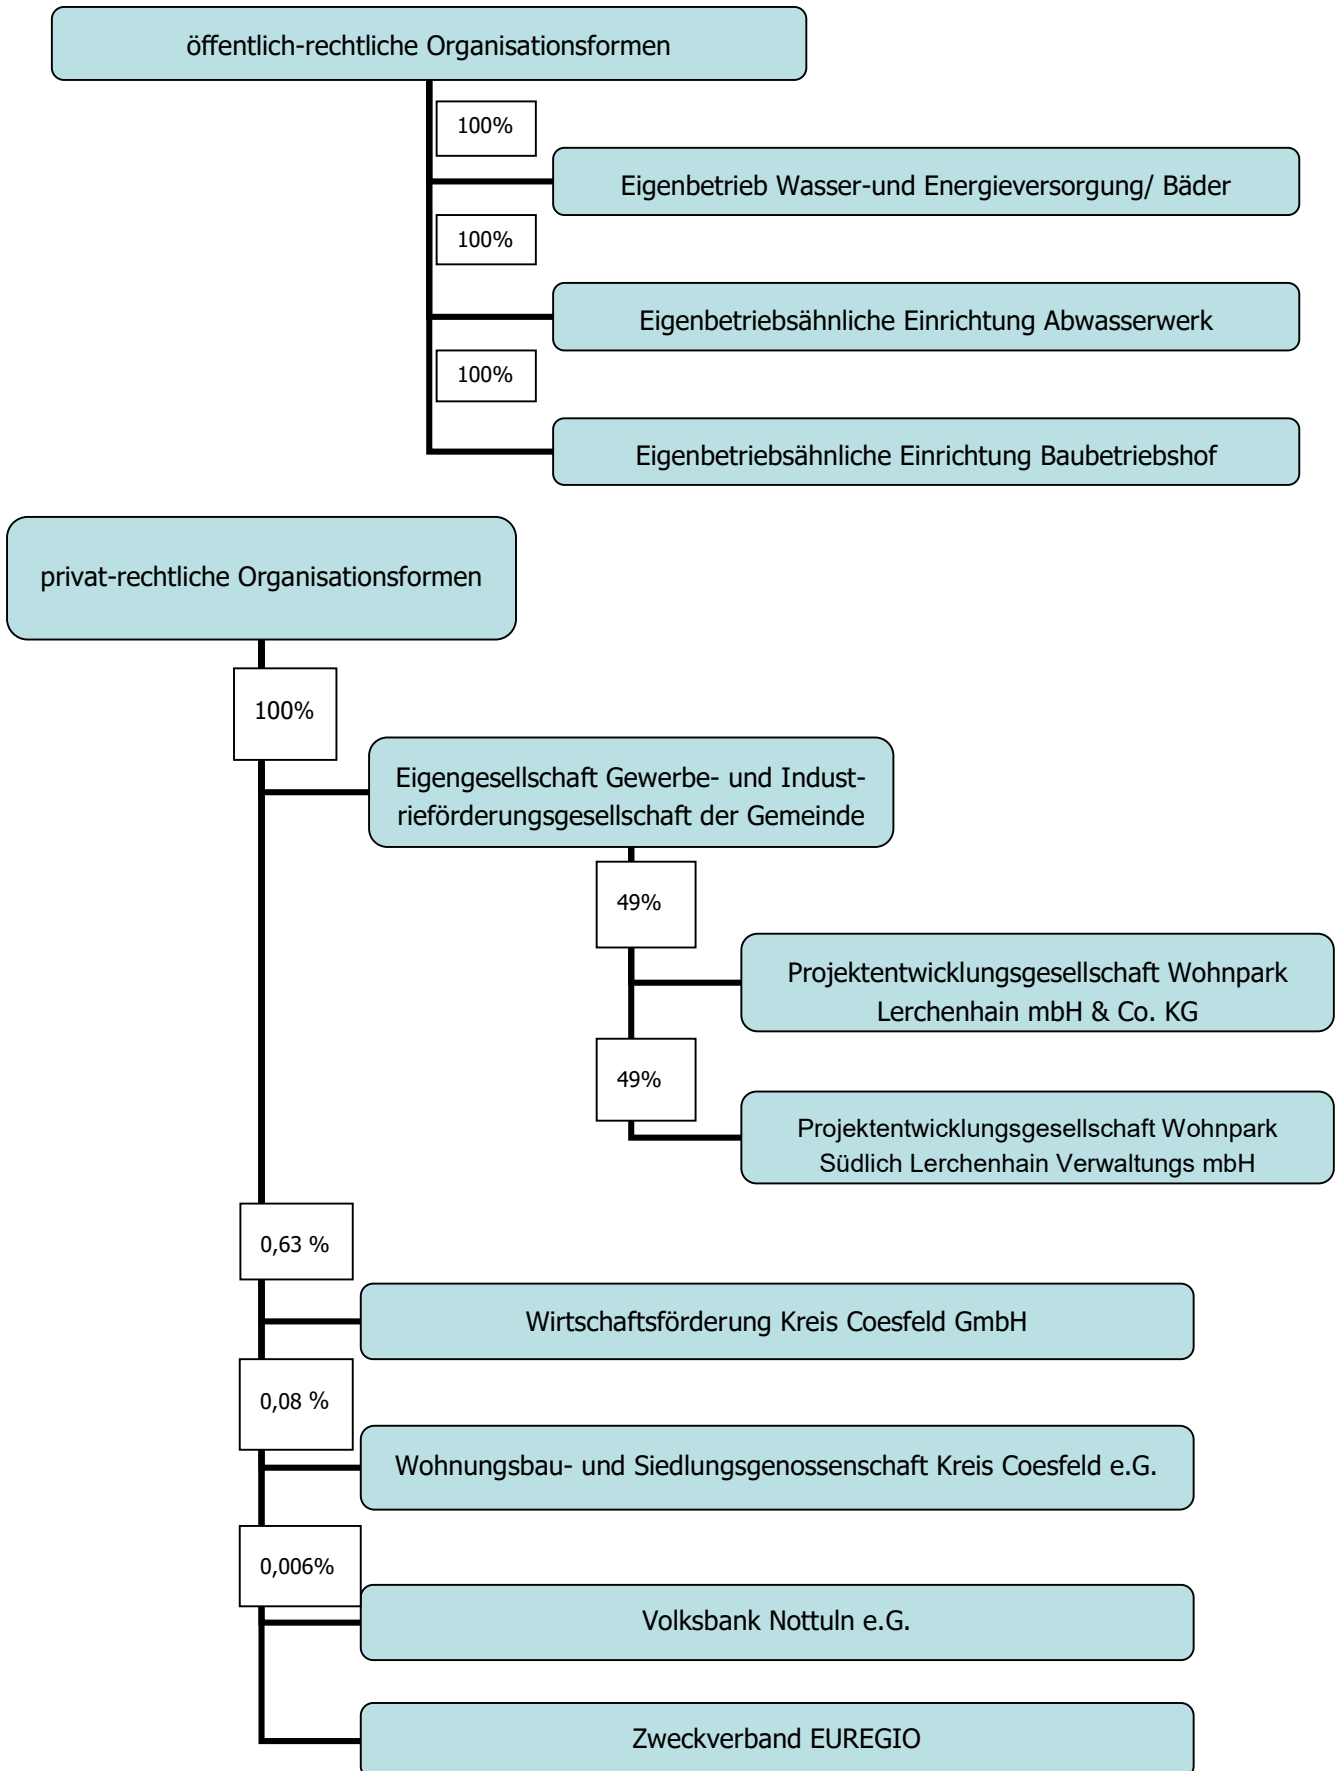 öffentlich-rechtliche Organisationsformen
100%
Eigenbetrieb Wasser-und Energieversorgung/ Bäder
100%
Eigenbetriebsähnliche Einrichtung Abwasserwerk
100%
Eigenbetriebsähnliche Einrichtung Baubetriebshof
privat-rechtliche Organisationsformen
100%
Eigengesellschaft Gewerbe- und Indust-
rieförderungsgesellschaft der Gemeinde
49%
Projektentwicklungsgesellschaft Wohnpark
Lerchenhain mbH & Co. KG
49%
Projektentwicklungsgesellschaft Wohnpark
Südlich Lerchenhain Verwaltungs mbH
0,63 %
Wirtschaftsförderung Kreis Coesfeld GmbH
0,08 %
Wohnungsbau- und Siedlungsgenossenschaft Kreis Coesfeld e.G.
0,006%
Volksbank Nottuln e.G.
Zweckverband EUREGIO